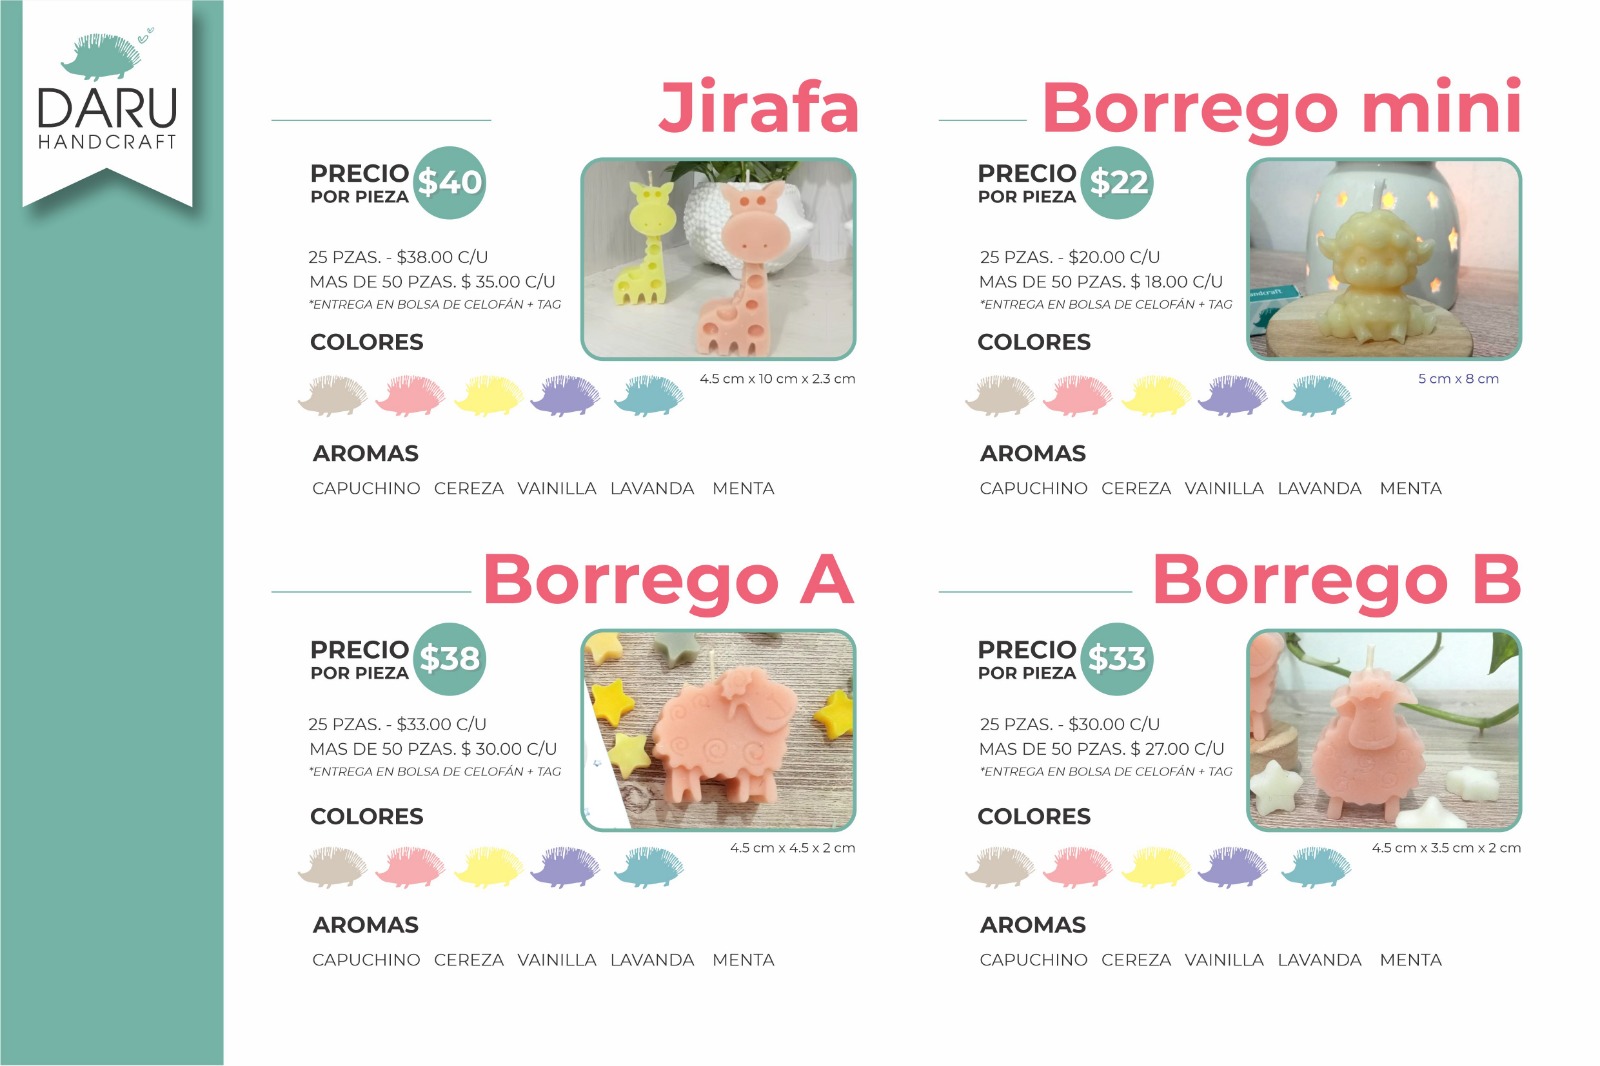 DARU
HANDCRAFT
Jirafa
PRECIO
POR PIEZA
$40
25 PZAS. - $38.00 C/U
MAS DE 50 PZAS. $ 35.00 C/U
*ENTREGA EN BOLSA DE CELOFÁN + TAG
COLORES
4.5 cm x 10 cm x 2.3 cm
AROMAS
CAPUCHINO CEREZA VAINILLA LAVANDA MENTA
Borrego mini
PRECIO
POR PIEZA
$22
25 PZAS. - $20.00 C/U
MAS DE 50 PZAS. $ 18.00 C/U
*ENTREGA EN BOLSA DE CELOFÁN + TAG
andcraft
COLORES
5 cm x 8 cm
AROMAS
CAPUCHINO CEREZA VAINILLA LAVANDA MENTA
Borrego A
PRECIO
POR PIEZA
$38
25 PZAS. - $33.00 C/U
MAS DE 50 PZAS. $ 30.00 C/U
*ENTREGA EN BOLSA DE CELOFÁN + TAG
COLORES
4.5 cm x 4.5 x 2 cm
AROMAS
CAPUCHINO CEREZA VAINILLA LAVANDA MENTA
Borrego B
PRECIO
POR PIEZA
$33
25 PZAS. - $30.00 C/U
MAS DE 50 PZAS. $ 27.00 C/U
*ENTREGA EN BOLSA DE CELOFÁN + TAG
COLORES
4.5 cm x 3.5 cm x 2 cm
AROMAS
CAPUCHINO CEREZA VAINILLA LAVANDA MENTA